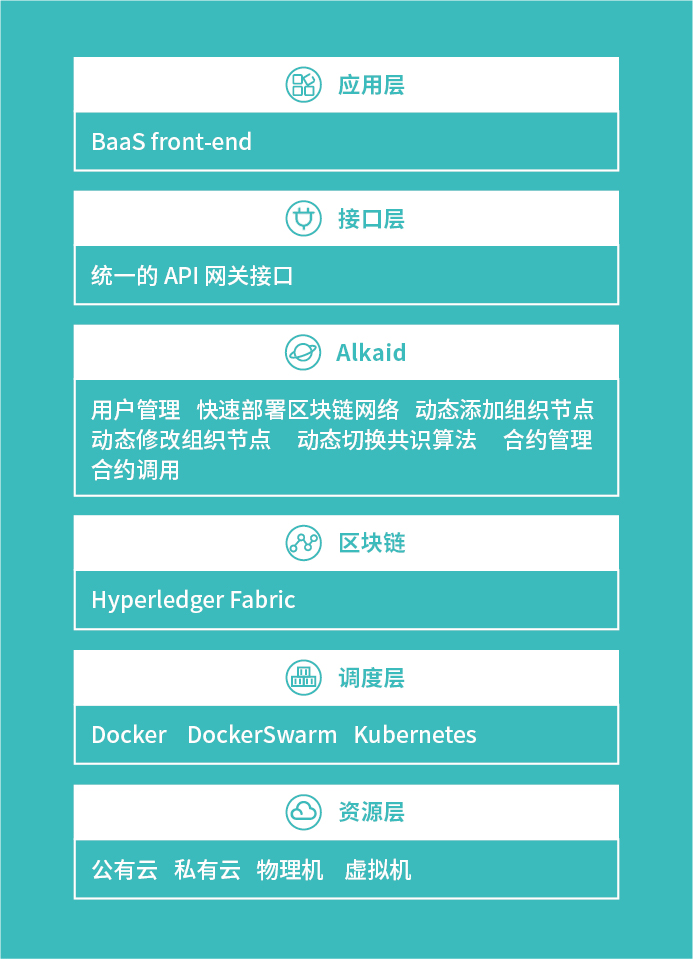 应用层
BaaS front-end
接口层
统一的 API 网关接口
Alkaid
用户管理 快速部署区块链网络 动态添加组织节点
动态修改组织节点 动态切换共识算法 合约管理
合约调用
区块链
Hyperledger Fabric
调度层
Docker DockerSwarm Kubernetes
资源层
公有云 私有云 物理机 虚拟机